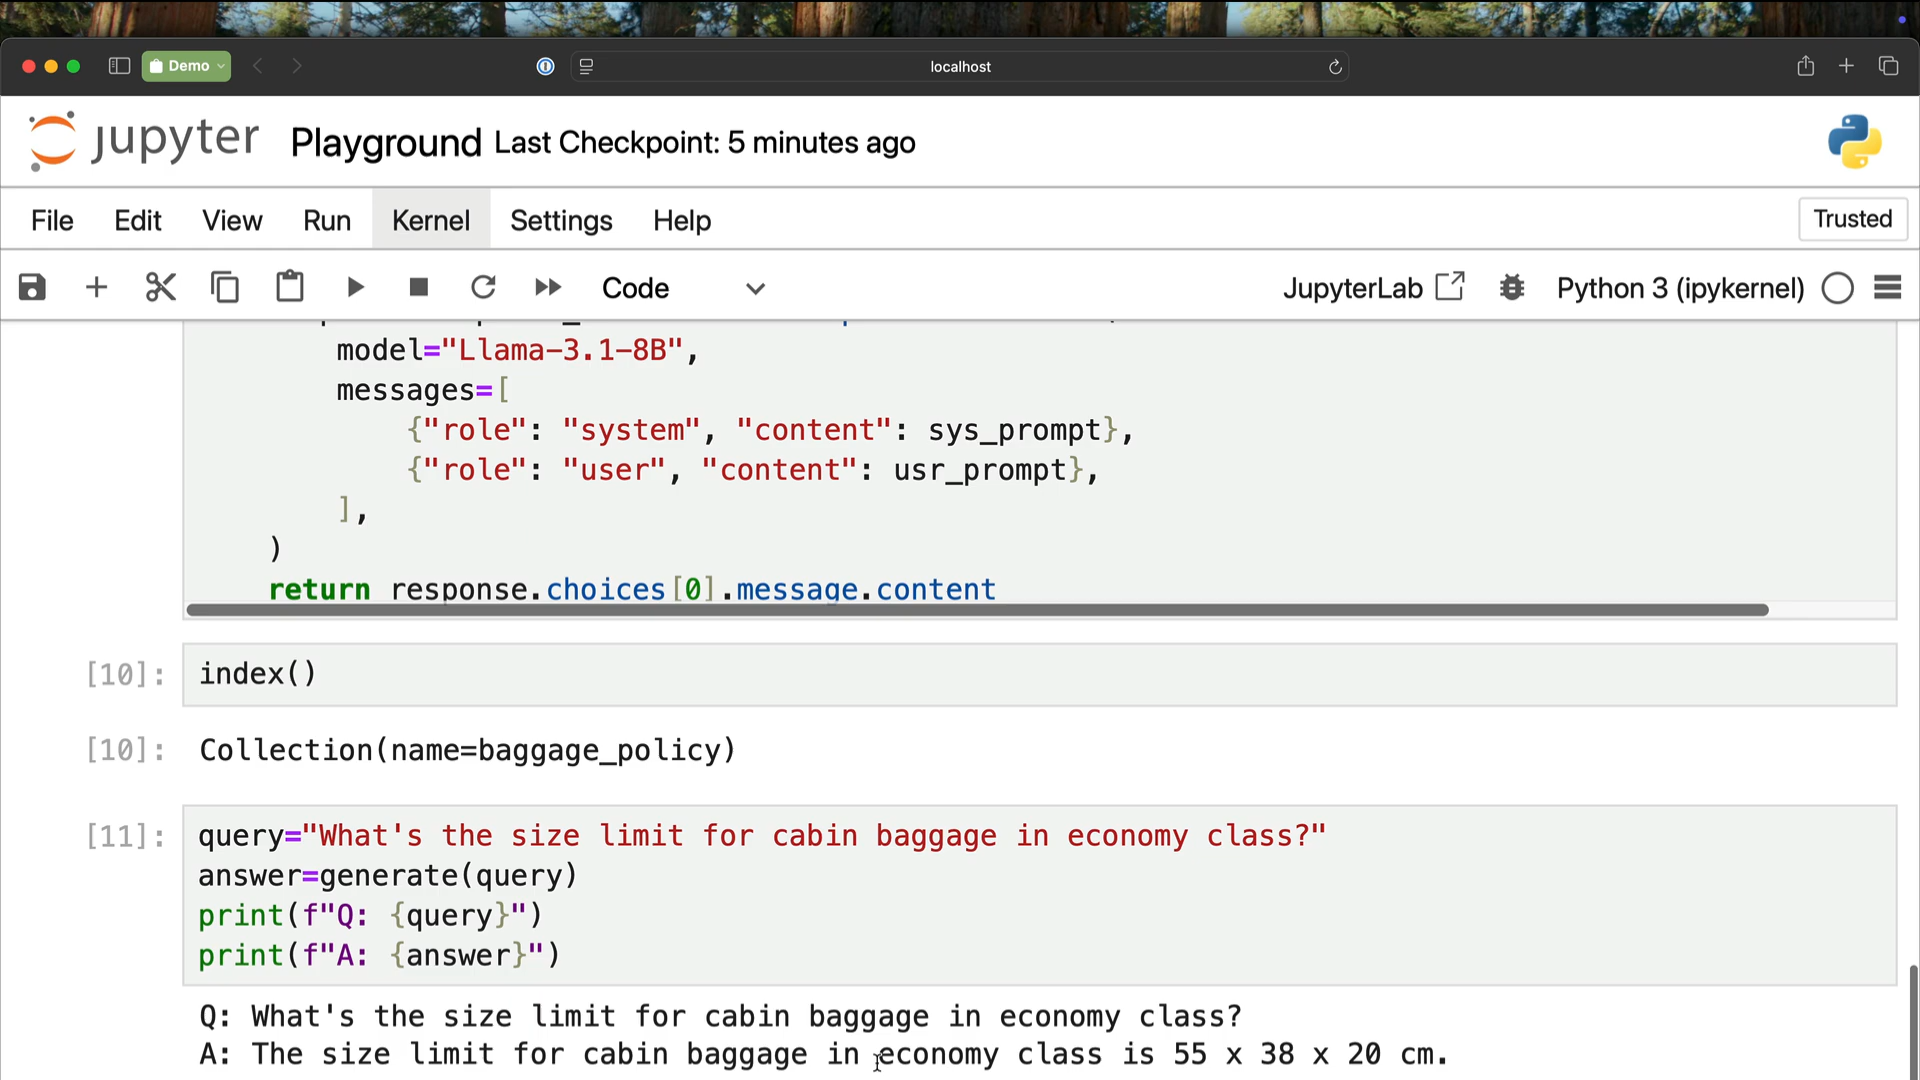 Demo
localhost
jupyter Playground Last Checkpoint: 5 minutes ago
File Edit View Run Kernel Settings Help Trusted
Code JupyterLab Python 3 (ipykernel)
model="Llama-3.1-8B",
messages=[
{"role": "system", "content": sys_prompt},
{"role": "user", "content": usr_prompt},
],
)
return response.choices[0].message.content
[10]: index()
[10]: Collection(name=baggage_policy)
[11]: query="What's the size limit for cabin baggage in economy class?"
answer=generate(query)
print(f"Q: {query}")
print(f"A: {answer}")
Q: What's the size limit for cabin baggage in economy class?
A: The size limit for cabin baggage in economy class is 55 x 38 x 20 cm.